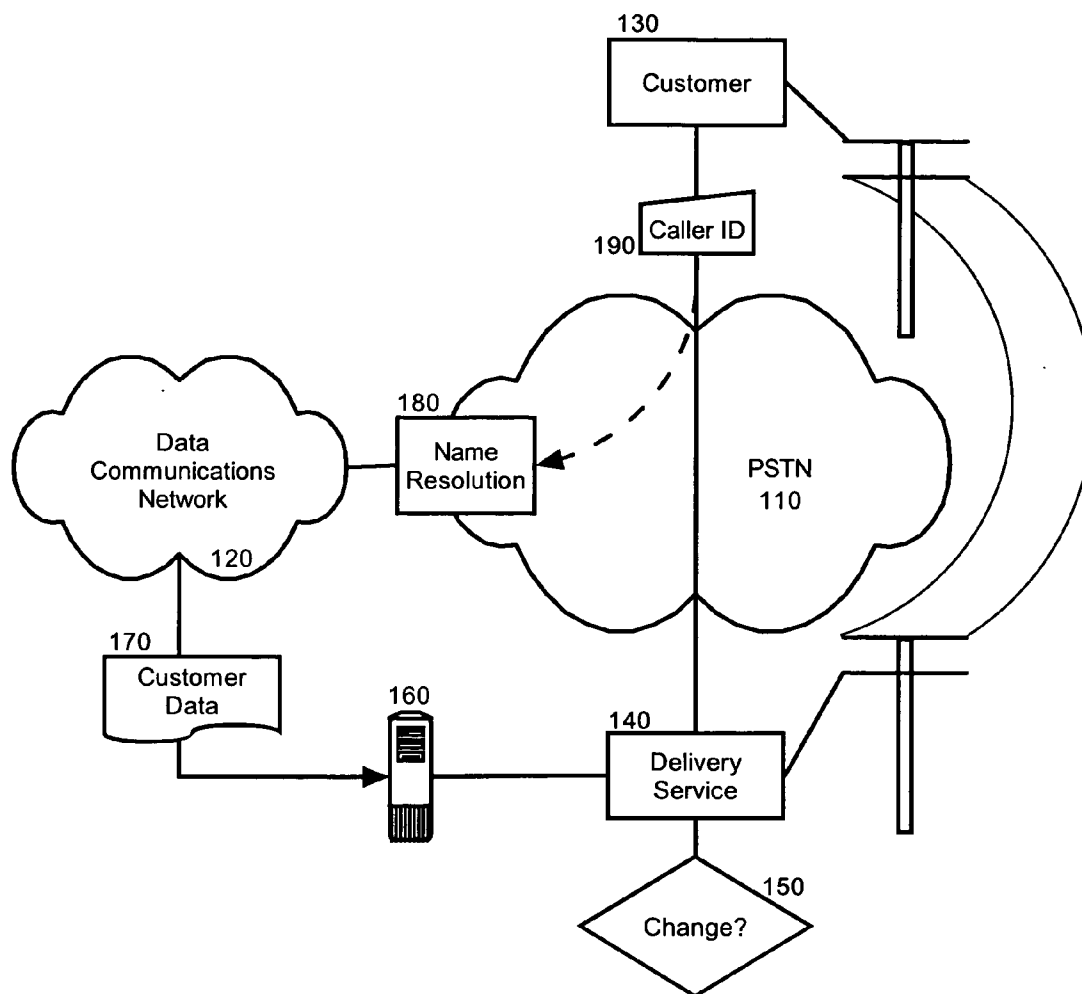 130
Customer
Caller ID
190
180
Name
Resolution
Data
Communications
Network
120
PSTN
110
170
Customer
Data
160
140
Delivery
Service
150
Change?